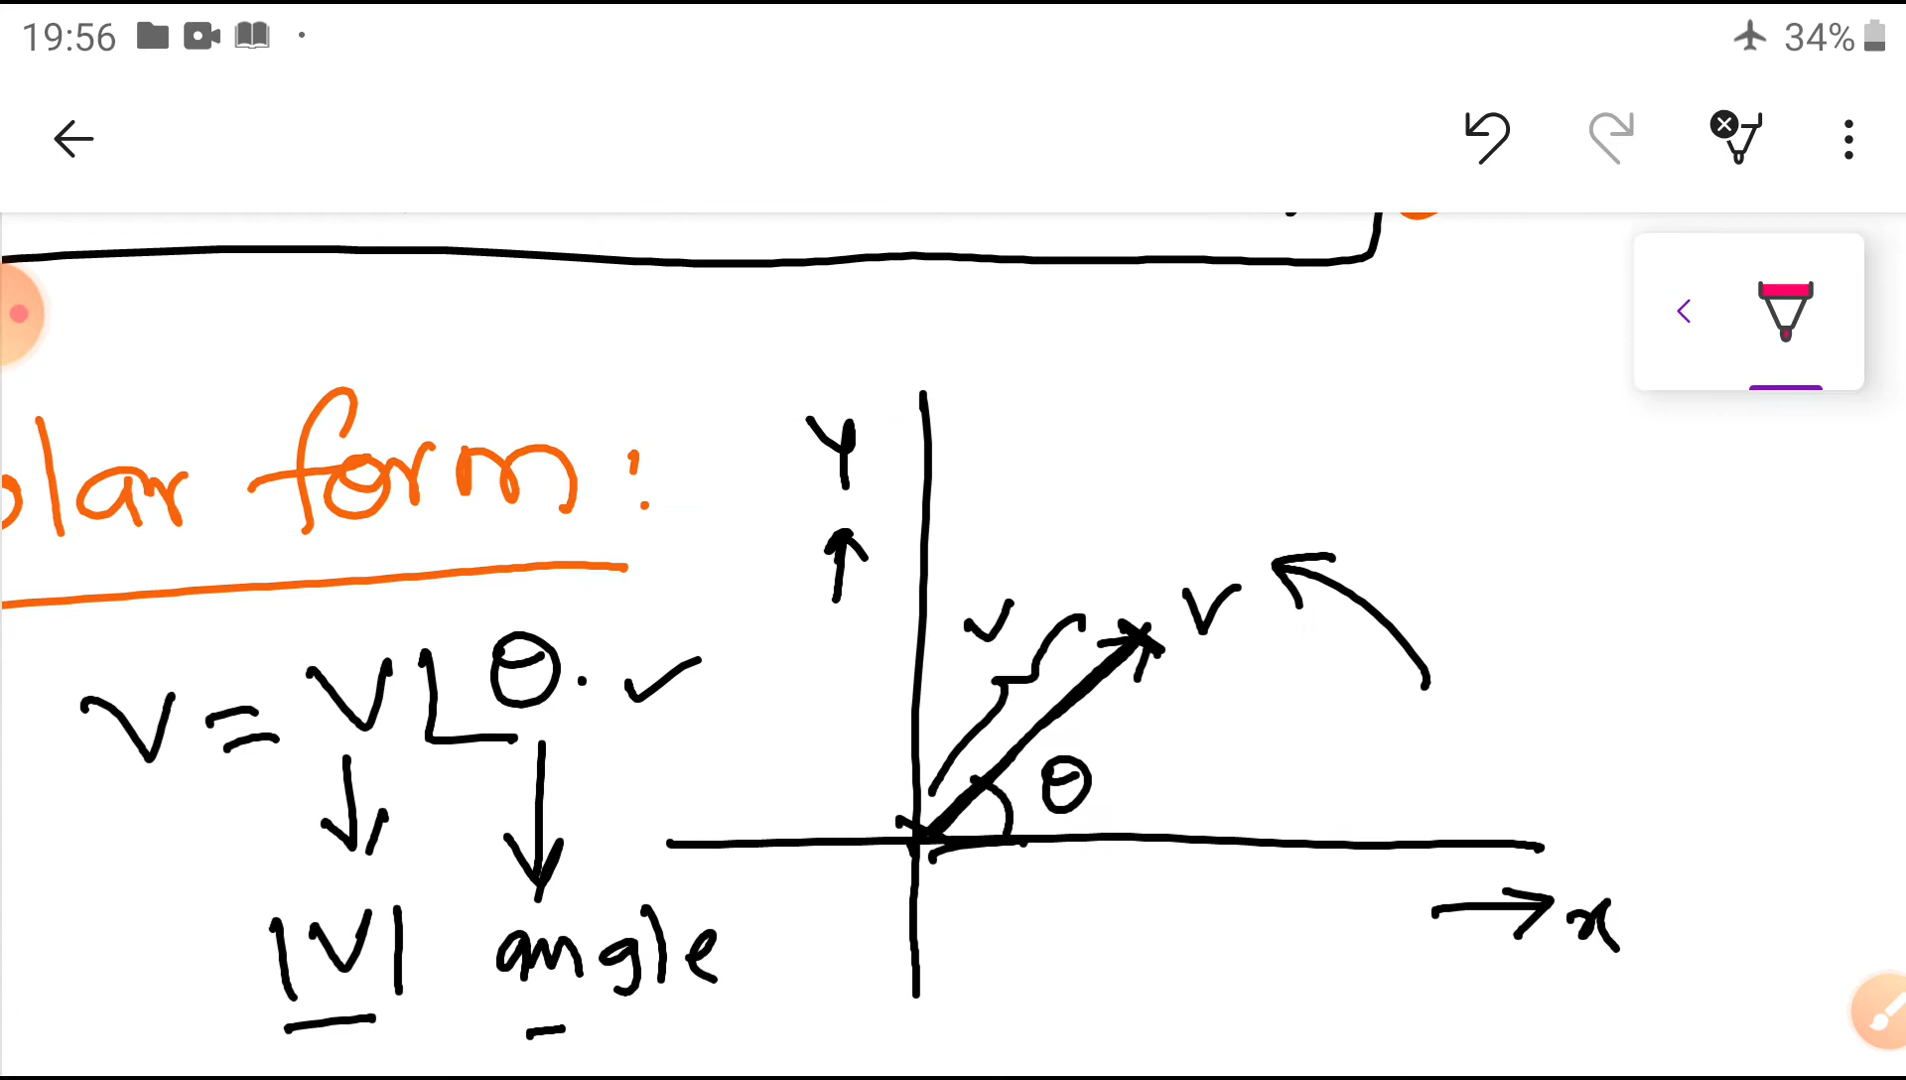 19:56
34%
olar form:
Y
V = V∠θ.
V
V
θ
|V| angle
x